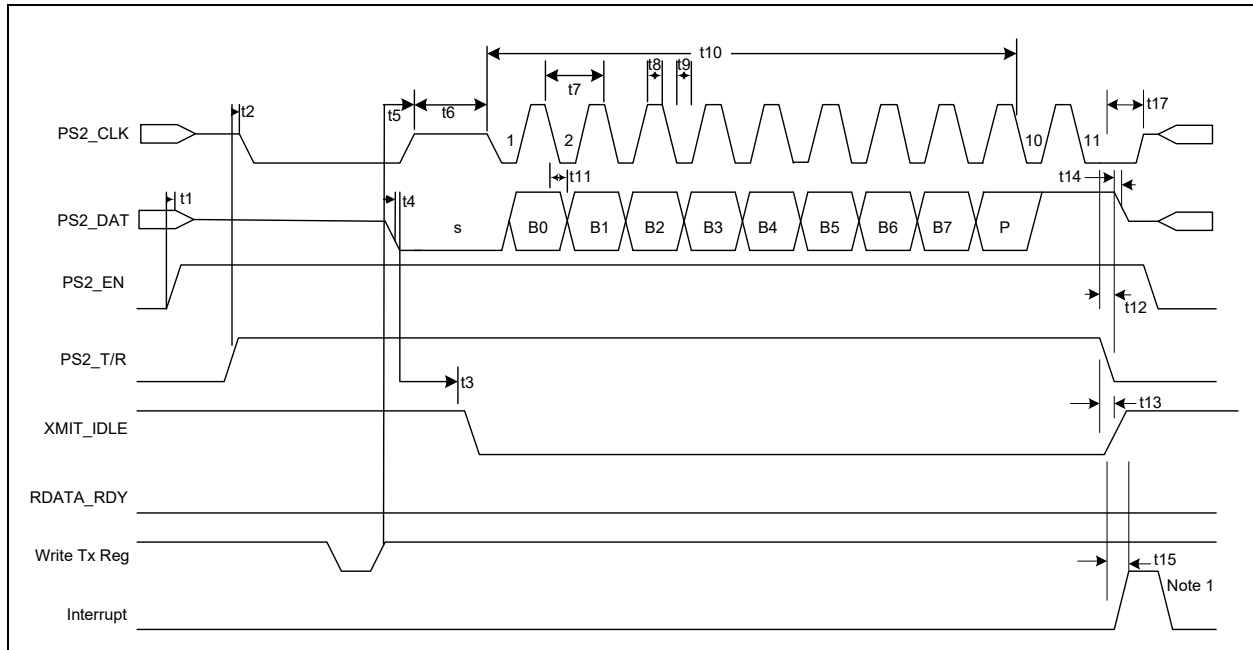 t10
t8 t9
t2 t5 t6 t7 t17
PS2_CLK 1 2 10 11
t1 t4 t11 t14
PS2_DAT s B0 B1 B2 B3 B4 B5 B6 B7 P
PS2_EN
t12
PS2_T/R
t3
t13
XMIT_IDLE
RDATA_RDY
Write Tx Reg
t15
Note 1
Interrupt